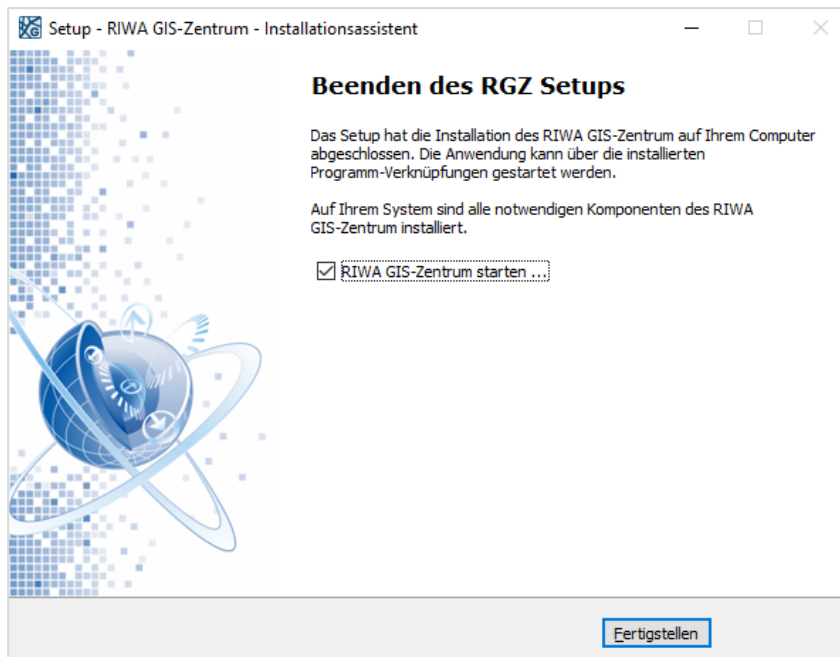 Setup - RIWA GIS-Zentrum - Installationsassistent
Beenden des RGZ Setups
Das Setup hat die Installation des RIWA GIS-Zentrum auf Ihrem Computer
abgeschlossen. Die Anwendung kann über die installierten
Programm-Verknüpfungen gestartet werden.
Auf Ihrem System sind alle notwendigen Komponenten des RIWA
GIS-Zentrum installiert.
RIWA GIS-Zentrum starten ...
Fertigstellen